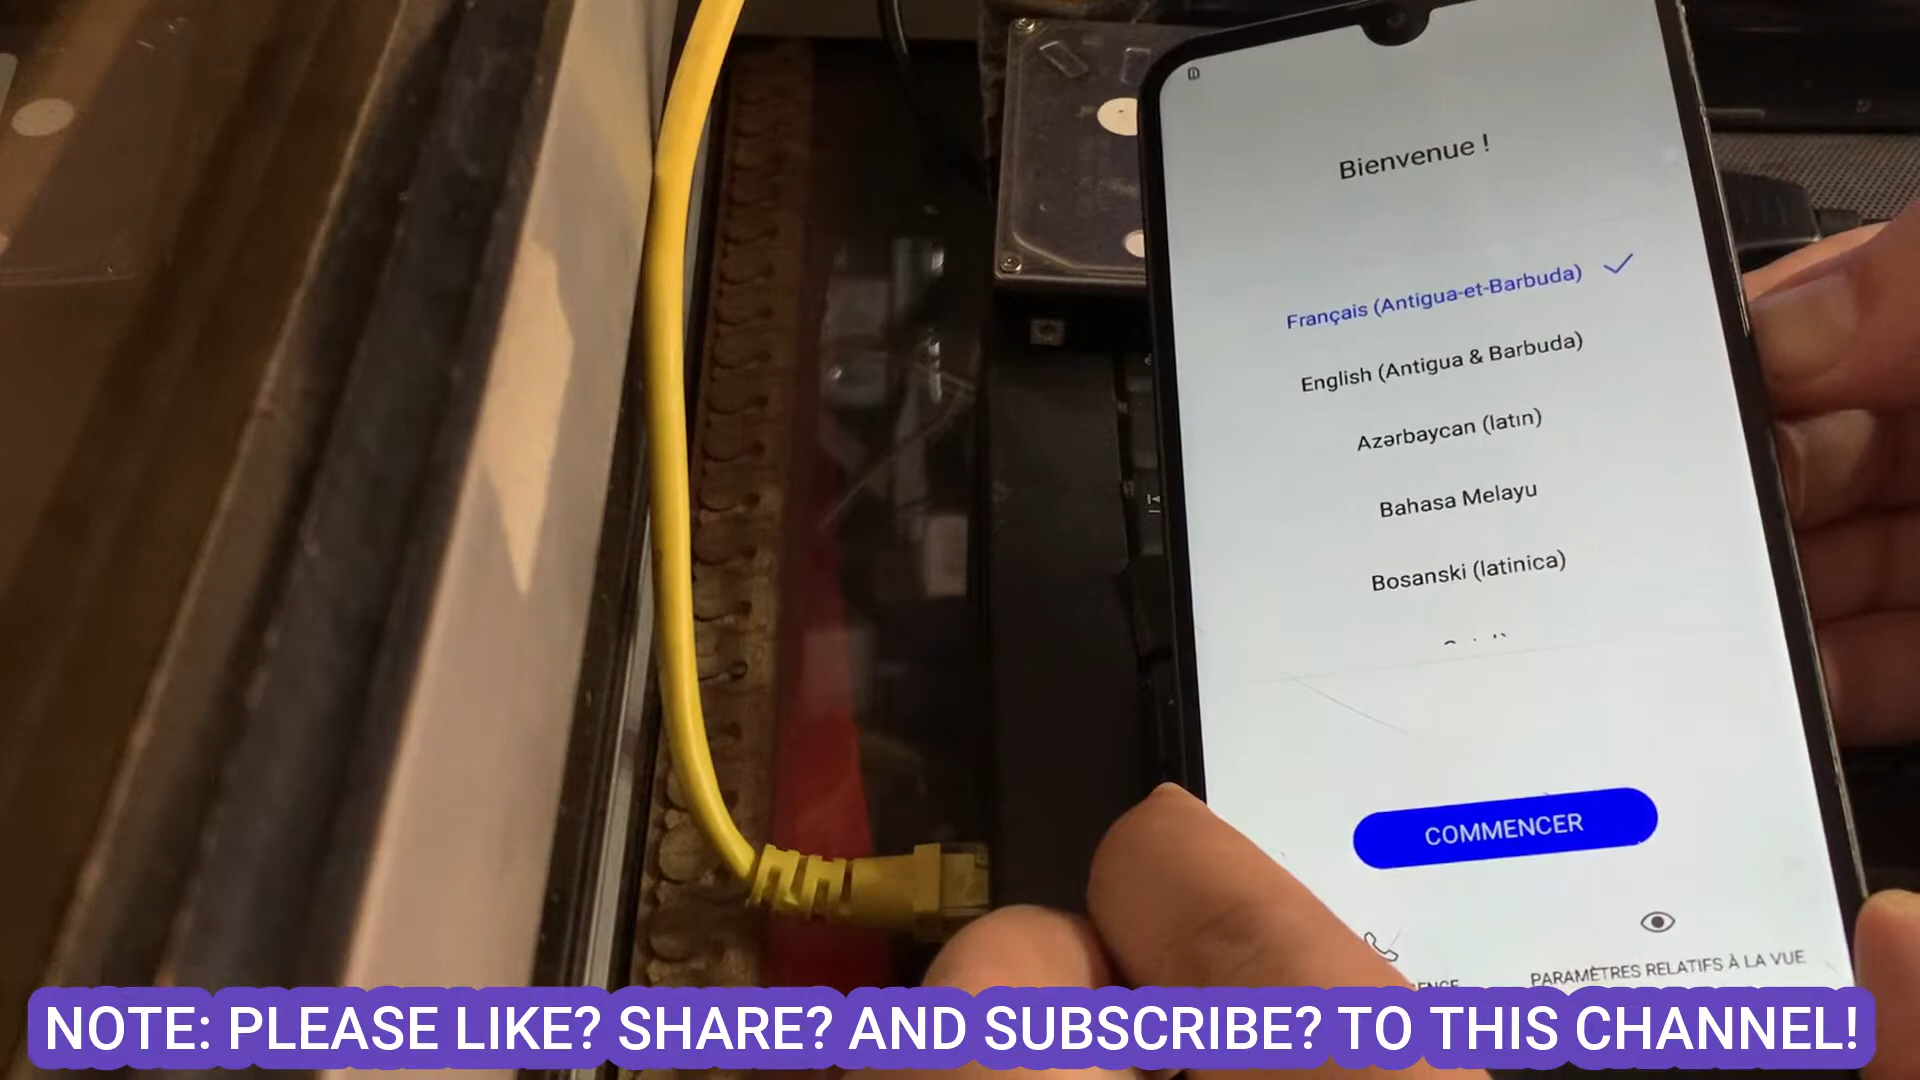 Bienvenue !
Français (Antigua-et-Barbuda)
English (Antigua & Barbuda)
Azərbaycan (latın)
Bahasa Melayu
Bosanski (latinica)
COMMENCER
PARAMÈTRES RELATIFS À LA VUE
NOTE: PLEASE LIKE? SHARE? AND SUBSCRIBE? TO THIS CHANNEL!